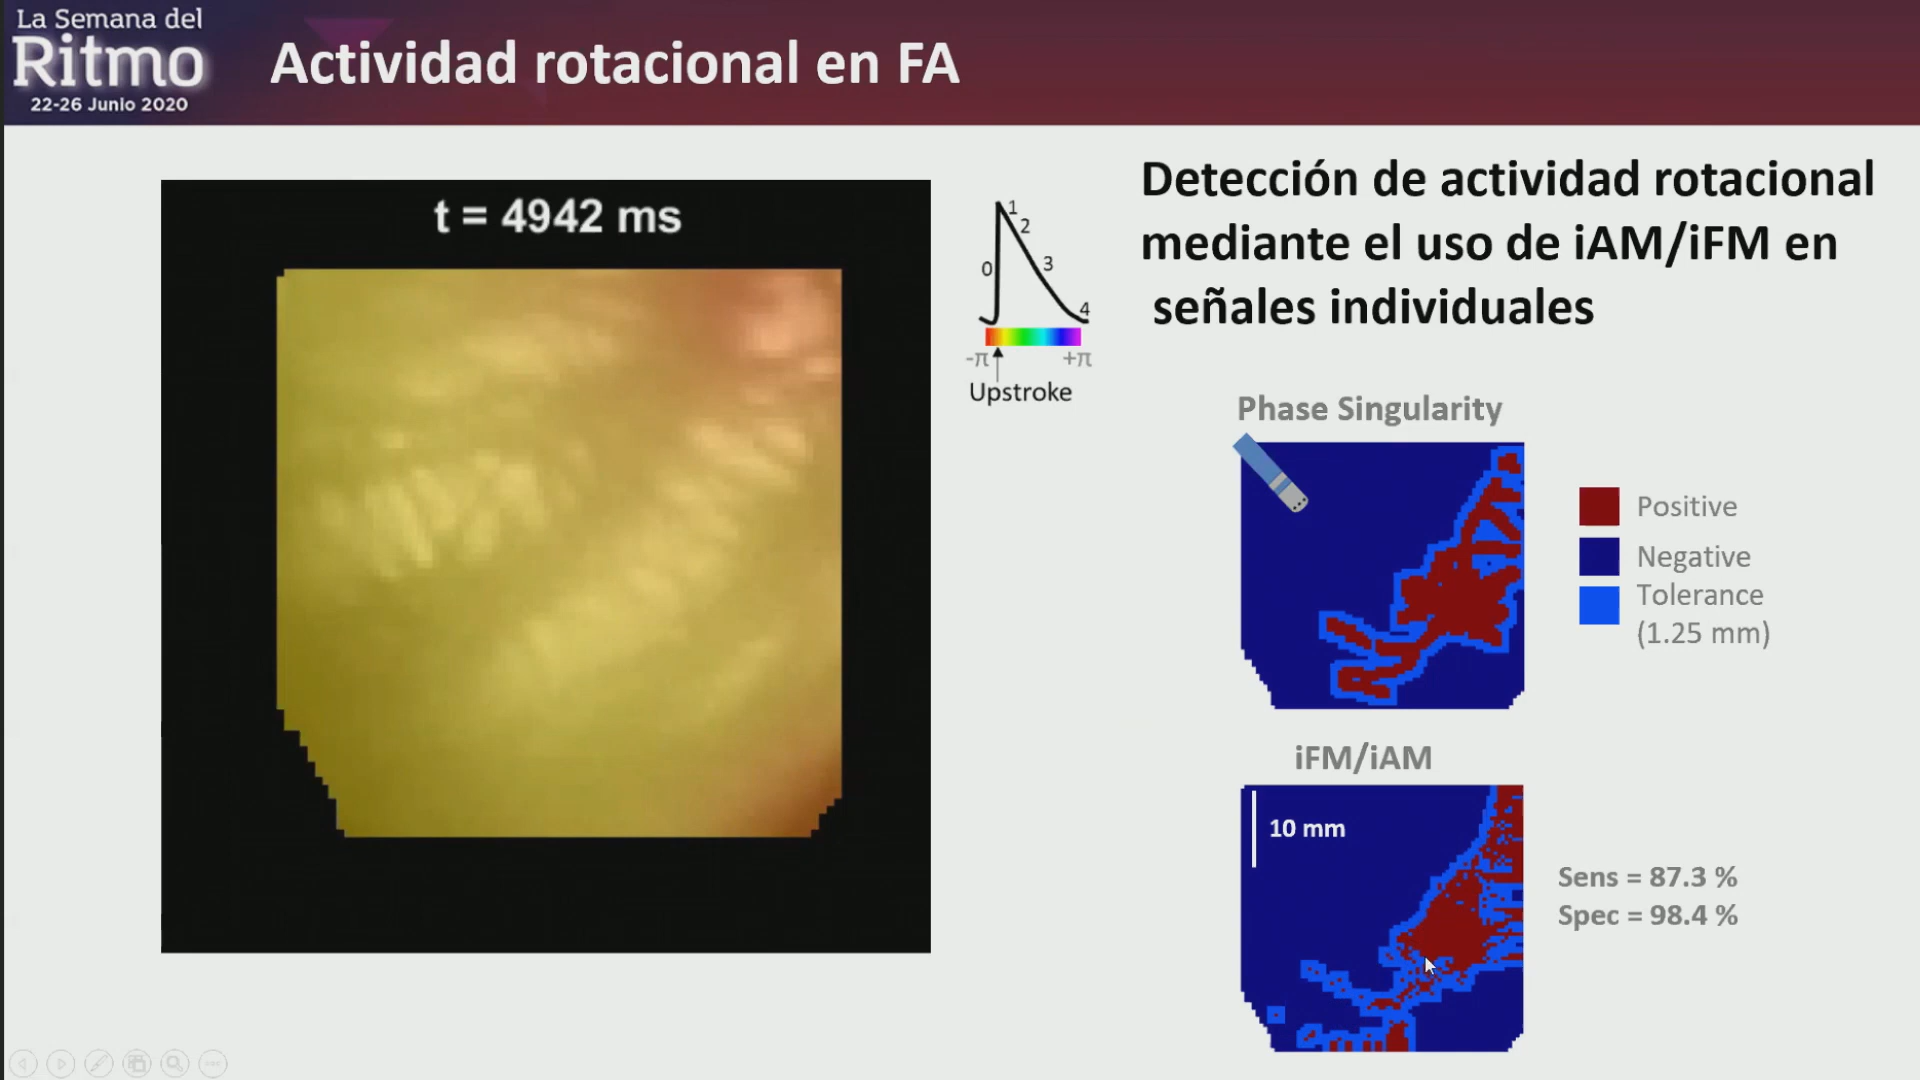 La Semana del
Ritmo
22-26 Junio 2020
Actividad rotacional en FA
t = 4942 ms
1
2
0
3
4
-π
+π
Upstroke
Detección de actividad rotacional
mediante el uso de iAM/iFM en
señales individuales
Phase Singularity
Positive
Negative
Tolerance
(1.25 mm)
iFM/iAM
10 mm
Sens = 87.3 %
Spec = 98.4 %